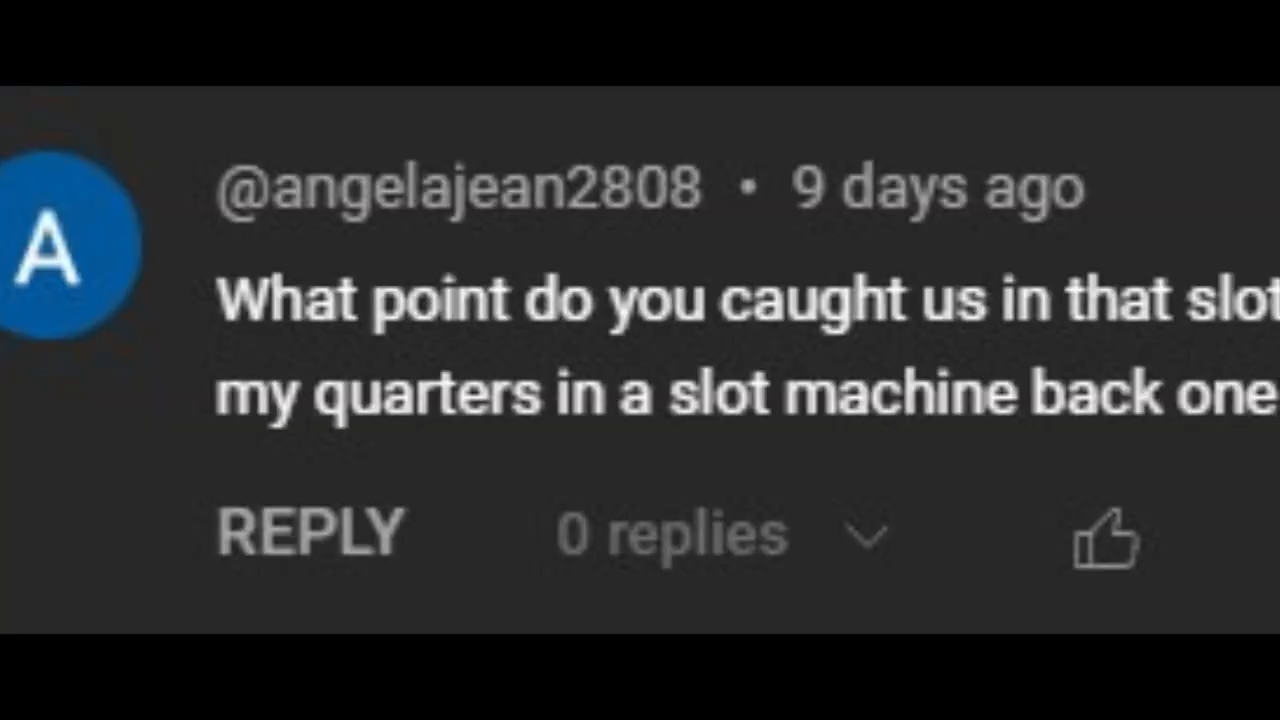 A
@angelajean2808 • 9 days ago
What point do you caught us in that slot
my quarters in a slot machine back one
REPLY 0 replies